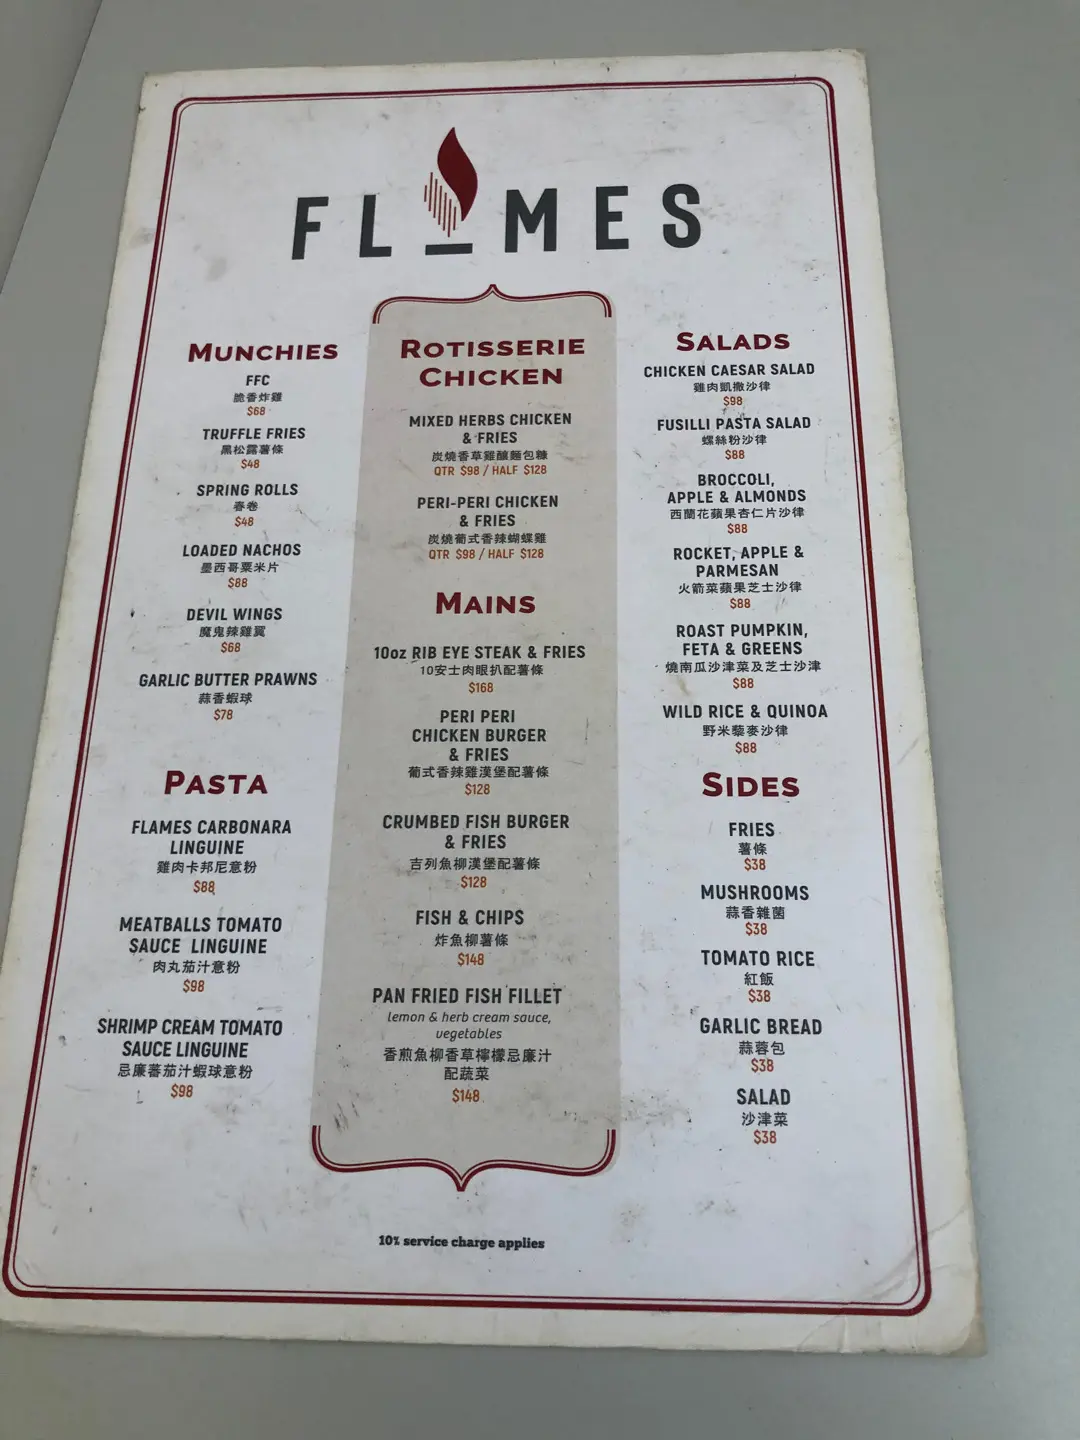 FLAMES
MUNCHIES
FFC
脆香炸雞
$68
TRUFFLE FRIES
黑松露薯條
$48
SPRING ROLLS
春卷
$48
LOADED NACHOS
墨西哥粟米片
$88
DEVIL WINGS
魔鬼辣雞翼
$68
GARLIC BUTTER PRAWNS
蒜香蝦球
$78
PASTA
FLAMES CARBONARA
LINGUINE
雞肉卡邦尼意粉
$88
MEATBALLS TOMATO
SAUCE LINGUINE
肉丸茄汁意粉
$98
SHRIMP CREAM TOMATO
SAUCE LINGUINE
忌廉蕃茄汁蝦球意粉
$98
ROTISSERIE
CHICKEN
MIXED HERBS CHICKEN
& FRIES
炭燒香草雞釀麵包糠
QTR $98 / HALF $128
PERI-PERI CHICKEN
& FRIES
炭燒葡式香辣蝴蝶雞
QTR $98 / HALF $128
MAINS
10oz RIB EYE STEAK & FRIES
10安士肉眼扒配薯條
$168
PERI PERI
CHICKEN BURGER
& FRIES
葡式香辣雞漢堡配薯條
$128
CRUMBED FISH BURGER
& FRIES
吉列魚柳漢堡配薯條
$128
FISH & CHIPS
炸魚柳薯條
$148
PAN FRIED FISH FILLET
lemon & herb cream sauce,
vegetables
香煎魚柳香草檸檬忌廉汁
配蔬菜
$148
SALADS
CHICKEN CAESAR SALAD
雞肉凱撒沙律
$98
FUSILLI PASTA SALAD
螺絲粉沙律
$88
BROCCOLI,
APPLE & ALMONDS
西蘭花蘋果杏仁片沙律
$88
ROCKET, APPLE &
PARMESAN
火箭菜蘋果芝士沙律
$88
ROAST PUMPKIN,
FETA & GREENS
燒南瓜沙津菜及芝士沙津
$88
WILD RICE & QUINOA
野米藜麥沙律
$88
SIDES
FRIES
薯條
$38
MUSHROOMS
蒜香雜菌
$38
TOMATO RICE
紅飯
$38
GARLIC BREAD
蒜蓉包
$38
SALAD
沙津菜
$38
10% service charge applies